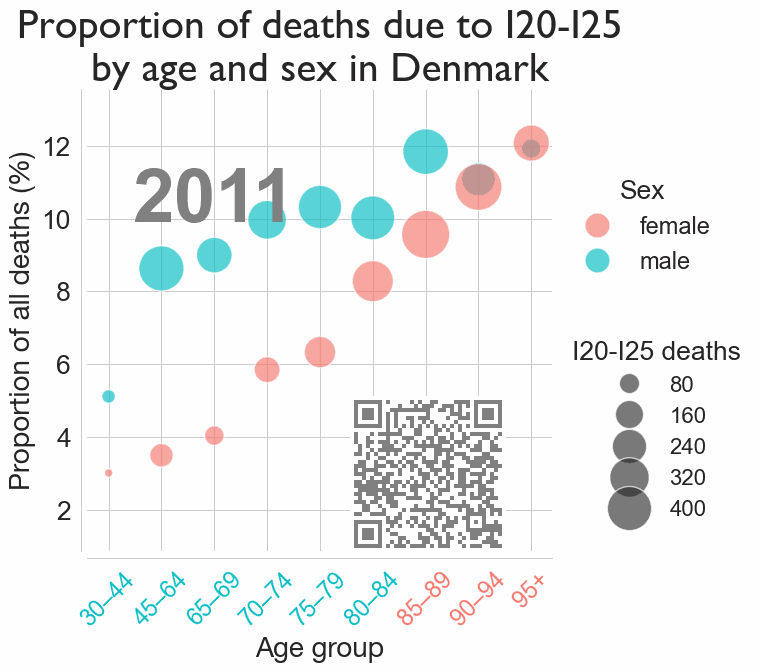 Proportion of deaths due to I20-I25
by age and sex in Denmark
Proportion of all deaths (%)
12
10
8
6
4
2
2011
30–44
45–64
65–69
70–74
75–79
80–84
85–89
90–94
95+
Age group
Sex
female
male
I20-I25 deaths
80
160
240
320
400